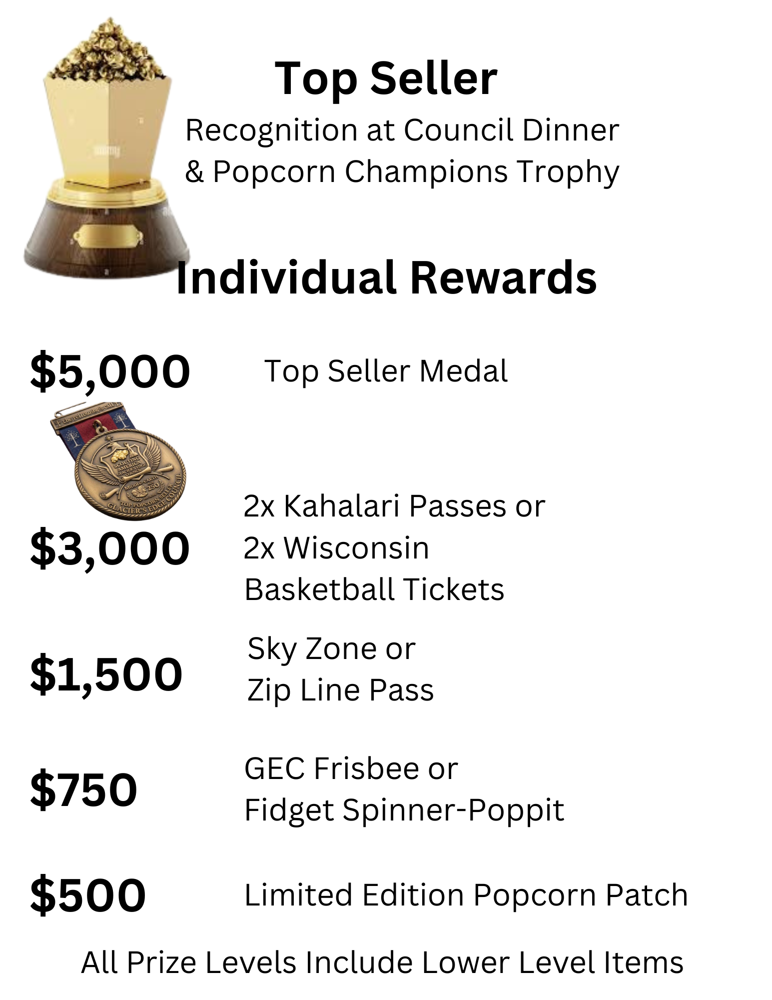 Top Seller
Recognition at Council Dinner
& Popcorn Champions Trophy
Individual Rewards
$5,000
Top Seller Medal
the Fellowship's Call
SCOUTING
AMERICA
GLACIER'S EDGE
COUNCIL
MIDDLE-EARTH
250
TOP POPCORN SELLER
GLACIER'S EDGE COUNCIL
$3,000
2x Kahalari Passes or
2x Wisconsin
Basketball Tickets
$1,500
Sky Zone or
Zip Line Pass
$750
GEC Frisbee or
Fidget Spinner-Poppit
$500
Limited Edition Popcorn Patch
All Prize Levels Include Lower Level Items